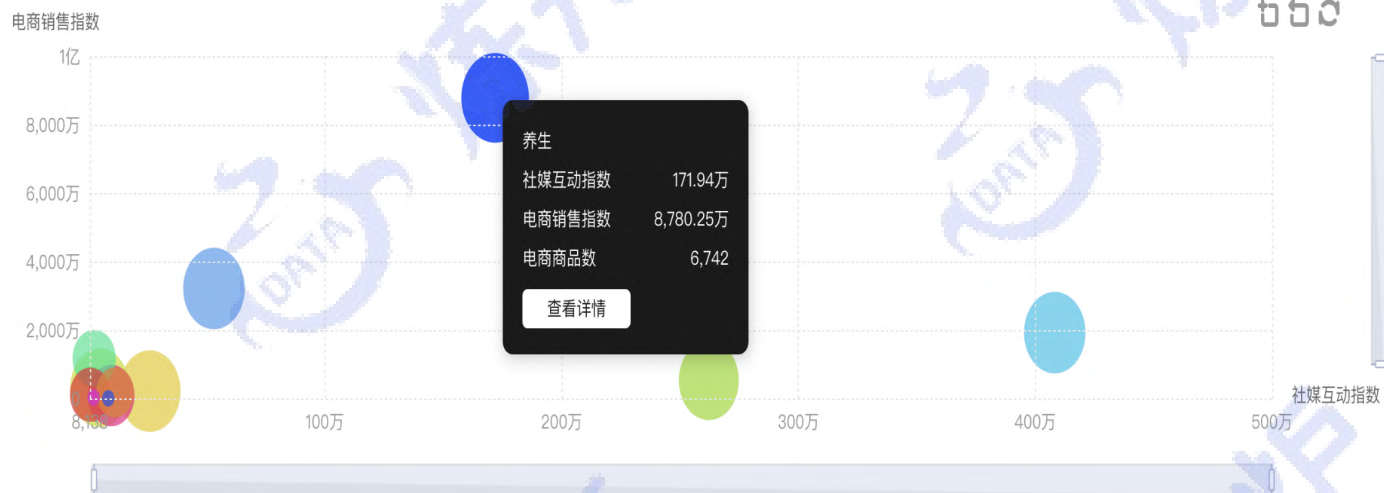 电商销售指数
1亿
8,000万
6,000万
4,000万
2,000万
0
养生
社媒互动指数 171.94万
电商销售指数 8,780.25万
电商商品数 6,742
查看详情
社媒互动指数
100万 200万 300万 400万 500万
DATA
DATA